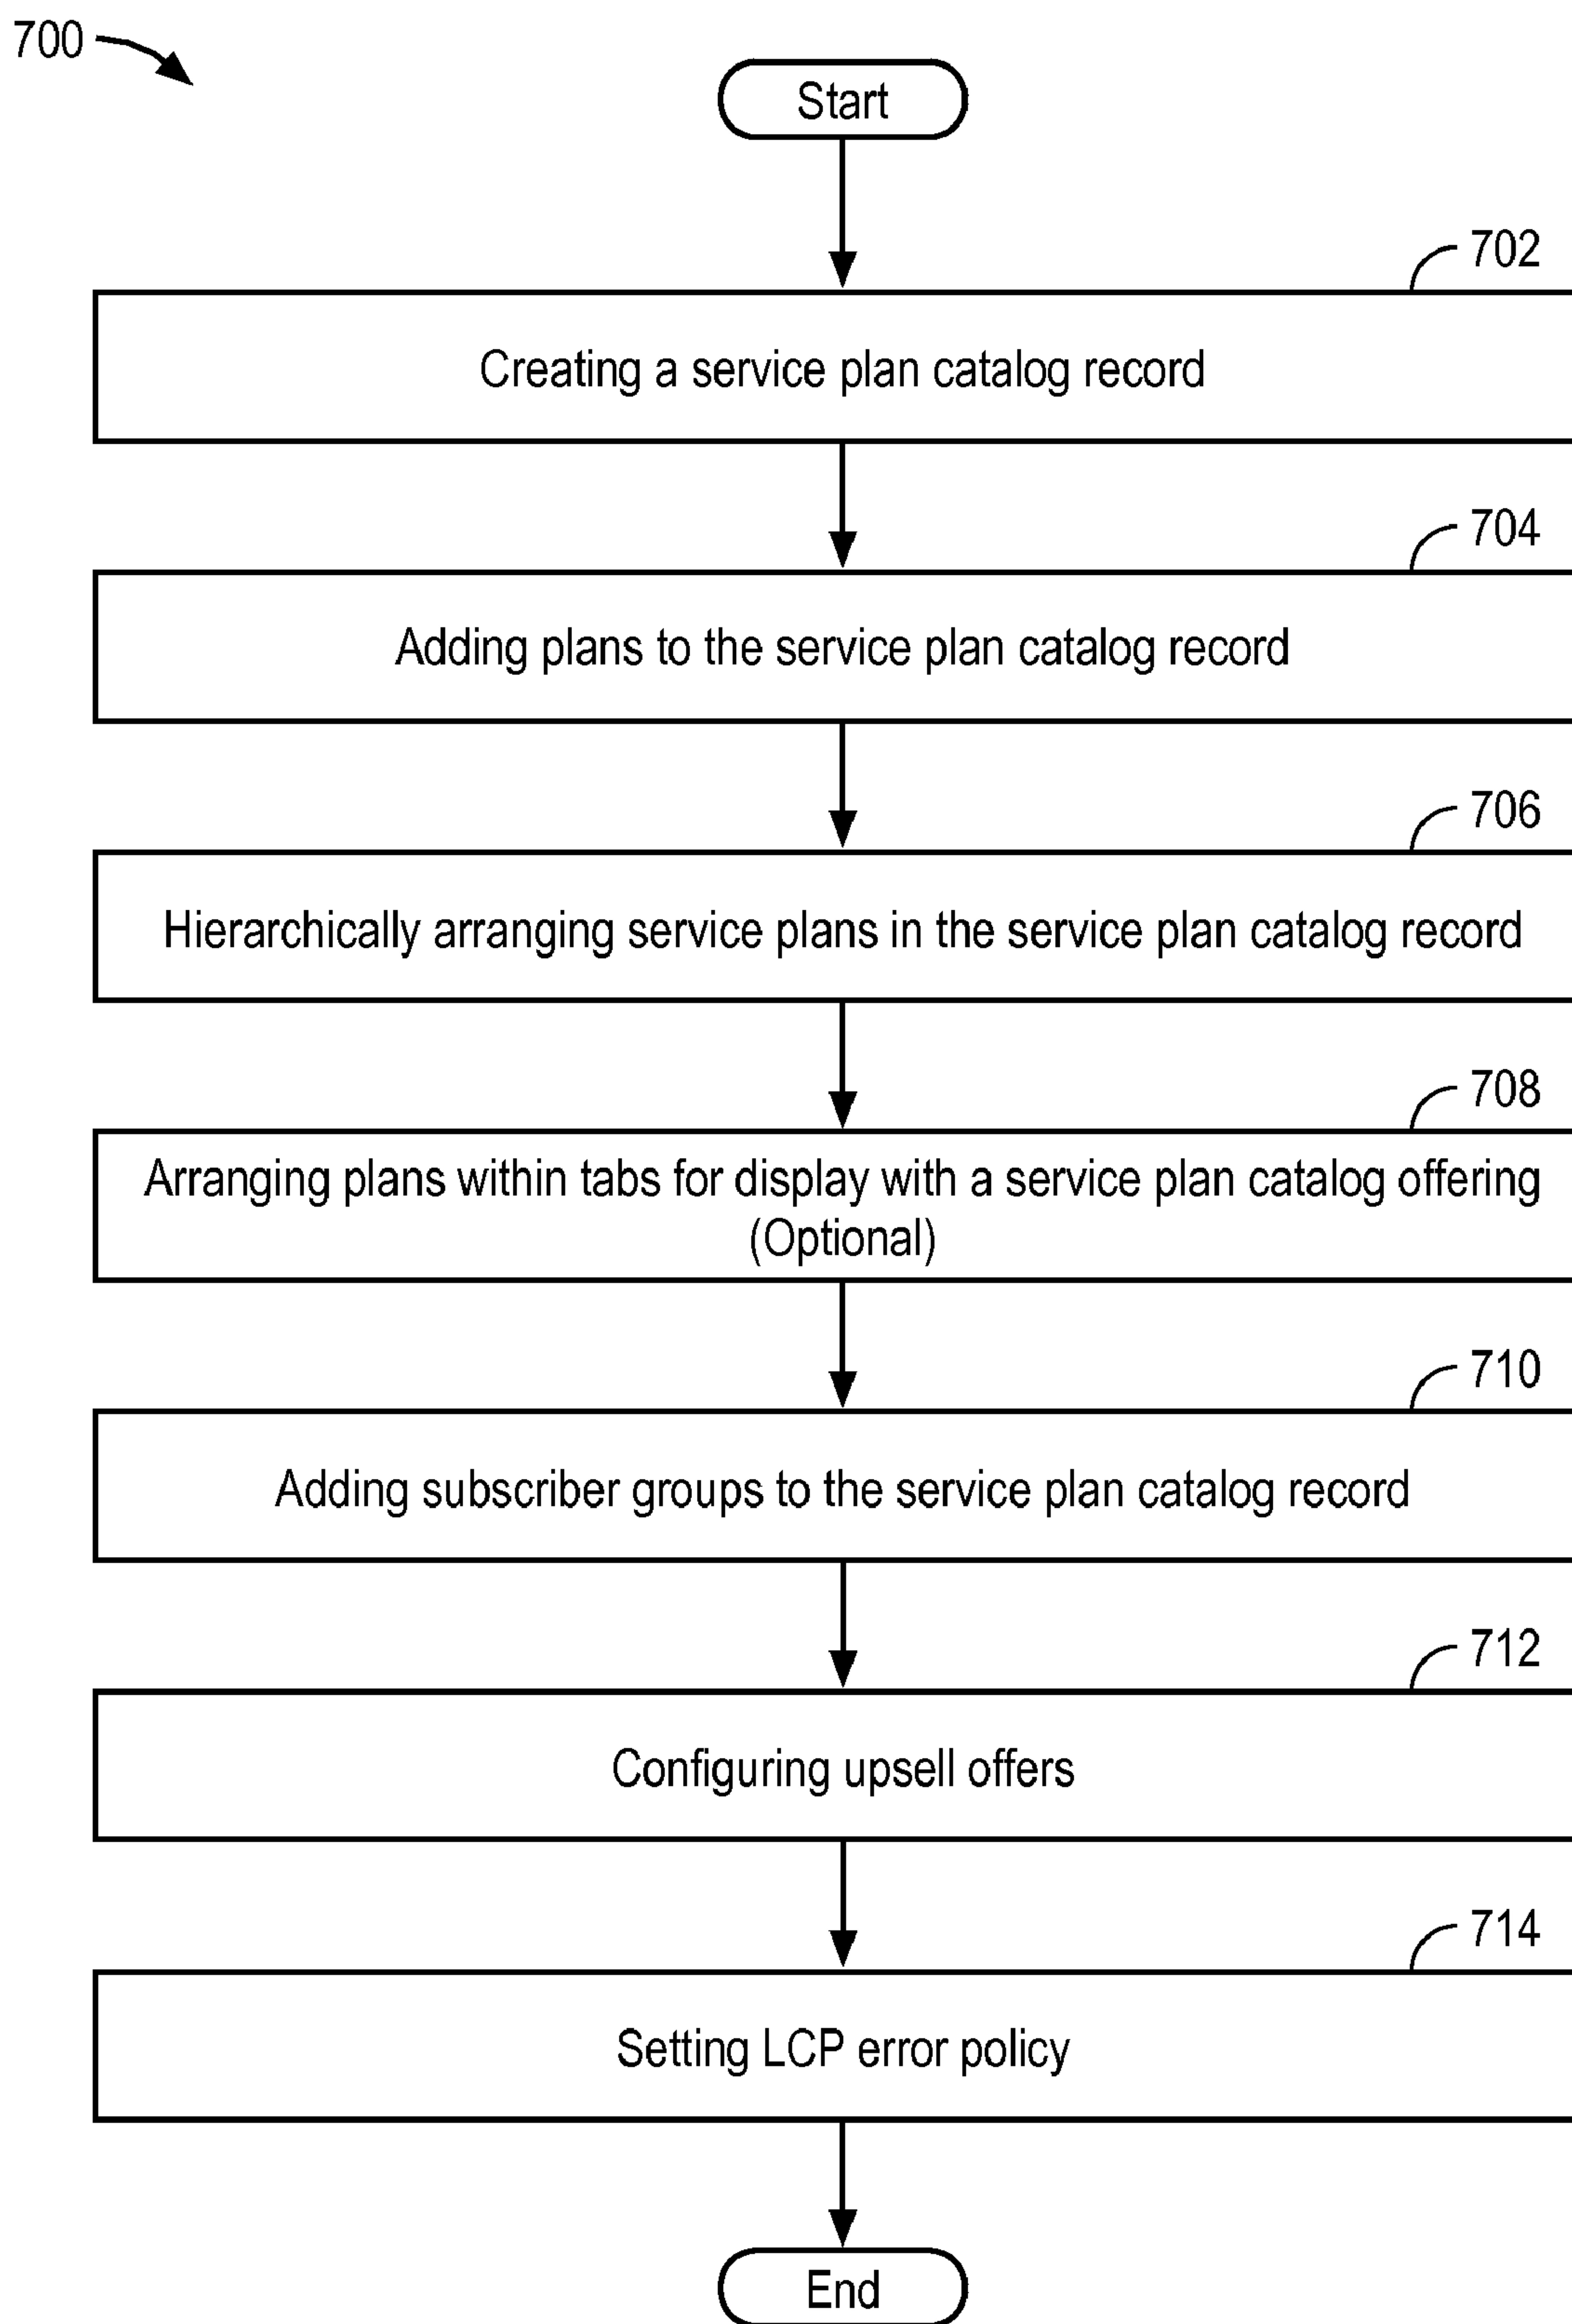 700
Start
702
Creating a service plan catalog record
704
Adding plans to the service plan catalog record
706
Hierarchically arranging service plans in the service plan catalog record
708
Arranging plans within tabs for display with a service plan catalog offering
(Optional)
710
Adding subscriber groups to the service plan catalog record
712
Configuring upsell offers
714
Setting LCP error policy
End